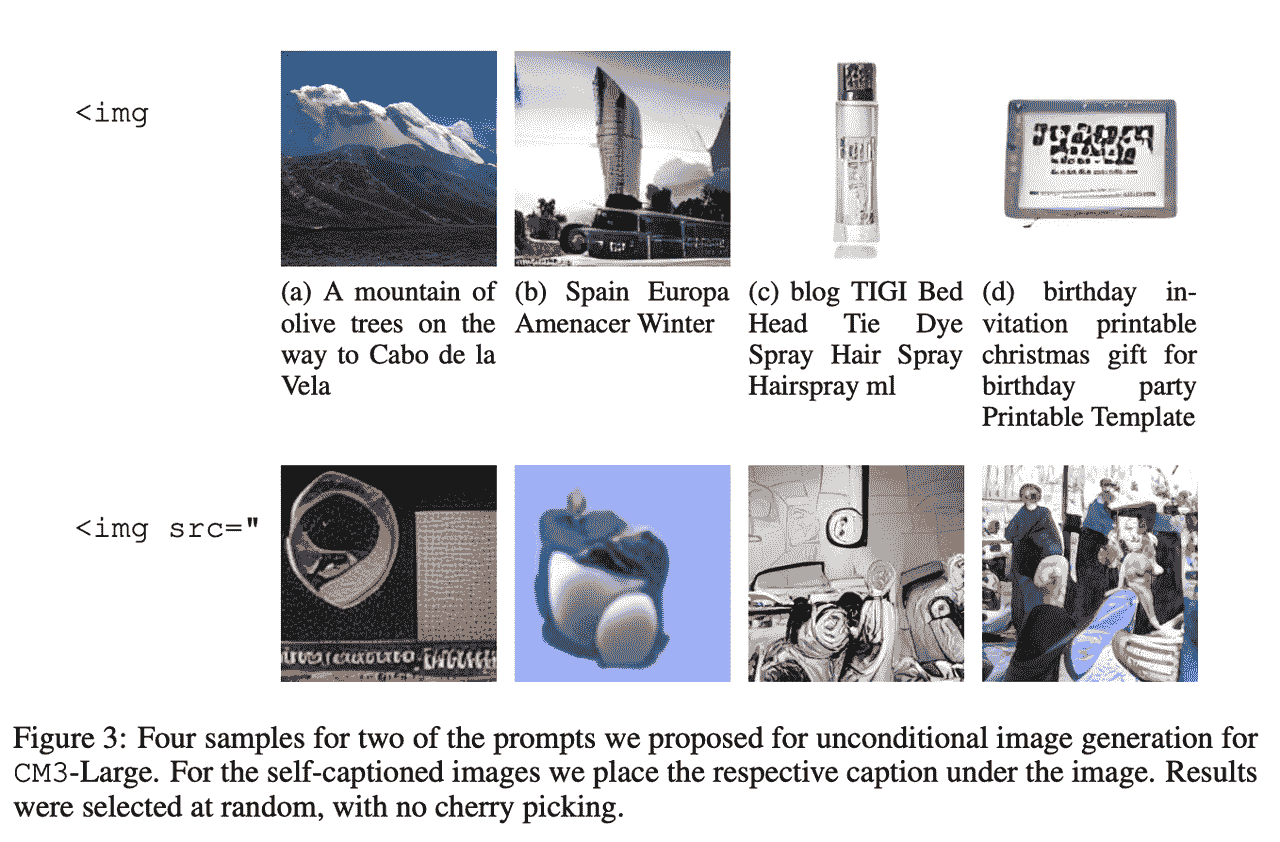 <img
(a) A mountain of
olive trees on the
way to Cabo de la
Vela
(b) Spain Europa
Amenacer Winter
(c) blog TIGI Bed
Head Tie Dye
Spray Hair Spray
Hairspray ml
(d) birthday in-
vitation printable
christmas gift for
birthday party
Printable Template
<img src="
Figure 3: Four samples for two of the prompts we proposed for unconditional image generation for
CM3-Large. For the self-captioned images we place the respective caption under the image. Results
were selected at random, with no cherry picking.